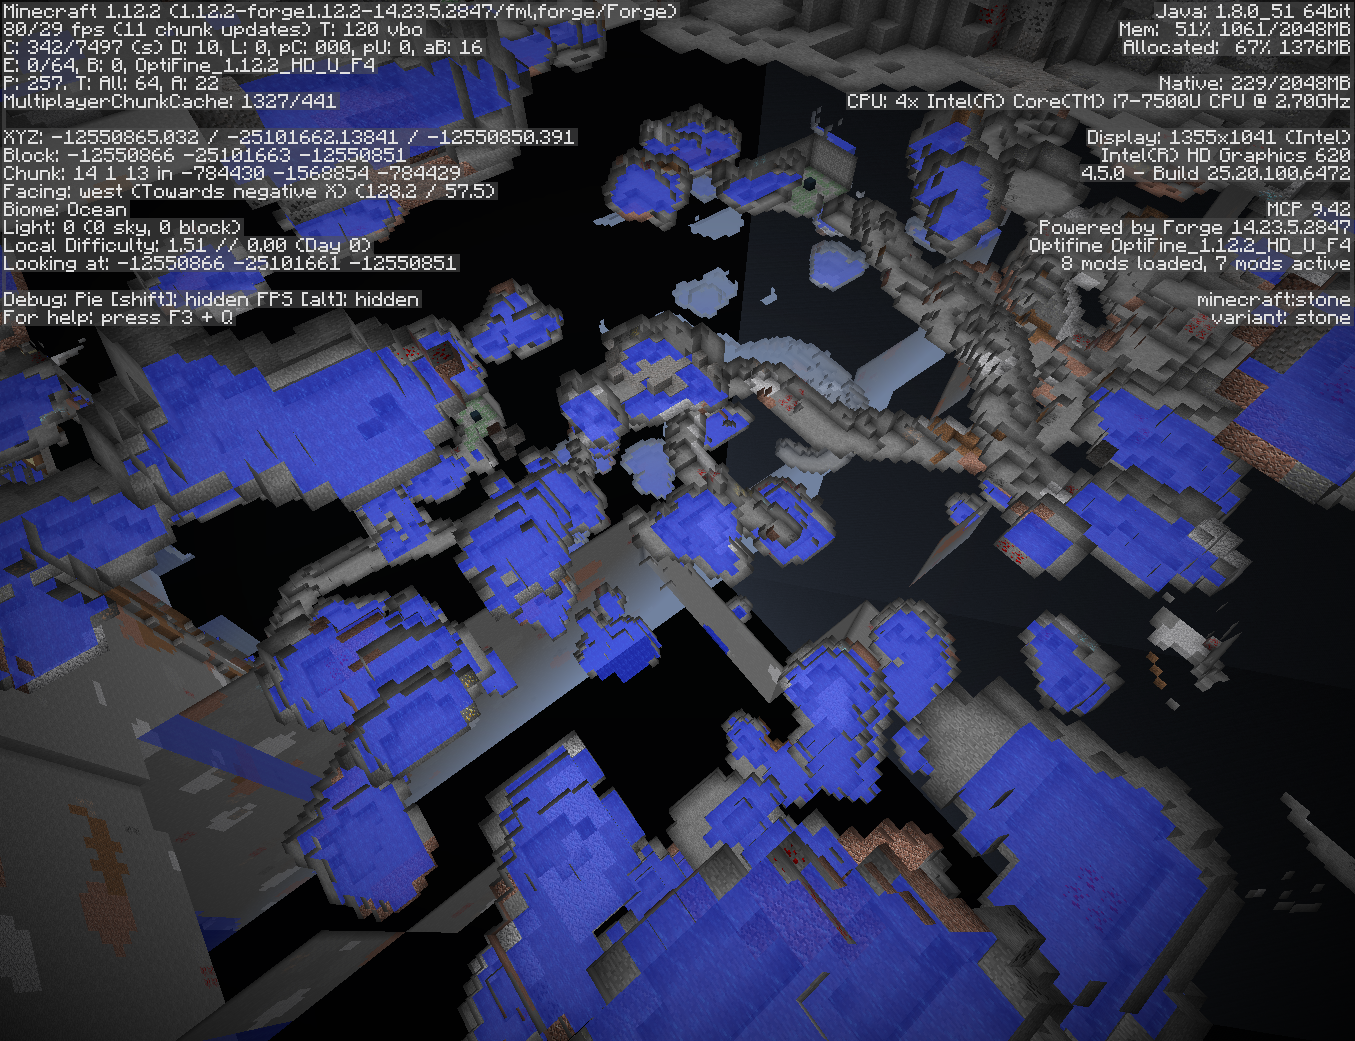 Minecraft 1.12.2 (1.12.2-forge1.12.2-14.23.5.2847/fml,forge/Forge)
80/29 fps (11 chunk updates) T: 120 vbo
C: 342/7497 (s) D: 10, L: 0, pC: 000, pU: 0, aB: 16
E: 0/64, B: 0, OptiFine_1.12.2_HD_U_F4
P: 257. T: All: 64, A: 22
MultiplayerChunkCache: 1327/441
XYZ: -12550865.032 / -25101662.13841 / -12550850.391
Block: -12550866 -25101663 -12550851
Chunk: 14 1 13 in -784430 -1568854 -784429
Facing: west (Towards negative X) (128.2 / 57.5)
Biome: Ocean
Light: 0 (0 sky, 0 block)
Local Difficulty: 1.51 // 0.00 (Day 0)
Looking at: -12550866 -25101661 -12550851
Debug: Pie [shift]: hidden FPS [alt]: hidden
For help: press F3 + Q
Java: 1.8.0_51 64bit
Mem: 51% 1061/2048MB
Allocated: 67% 1376MB
Native: 229/2048MB
CPU: 4x Intel(R) Core(TM) i7-7500U CPU @ 2.70GHz
Display: 1355x1041 (Intel)
Intel(R) HD Graphics 620
4.5.0 - Build 25.20.100.6472
MCP 9.42
Powered by Forge 14.23.5.2847
Optifine OptiFine_1.12.2_HD_U_F4
8 mods loaded, 7 mods active
minecraft:stone
variant: stone